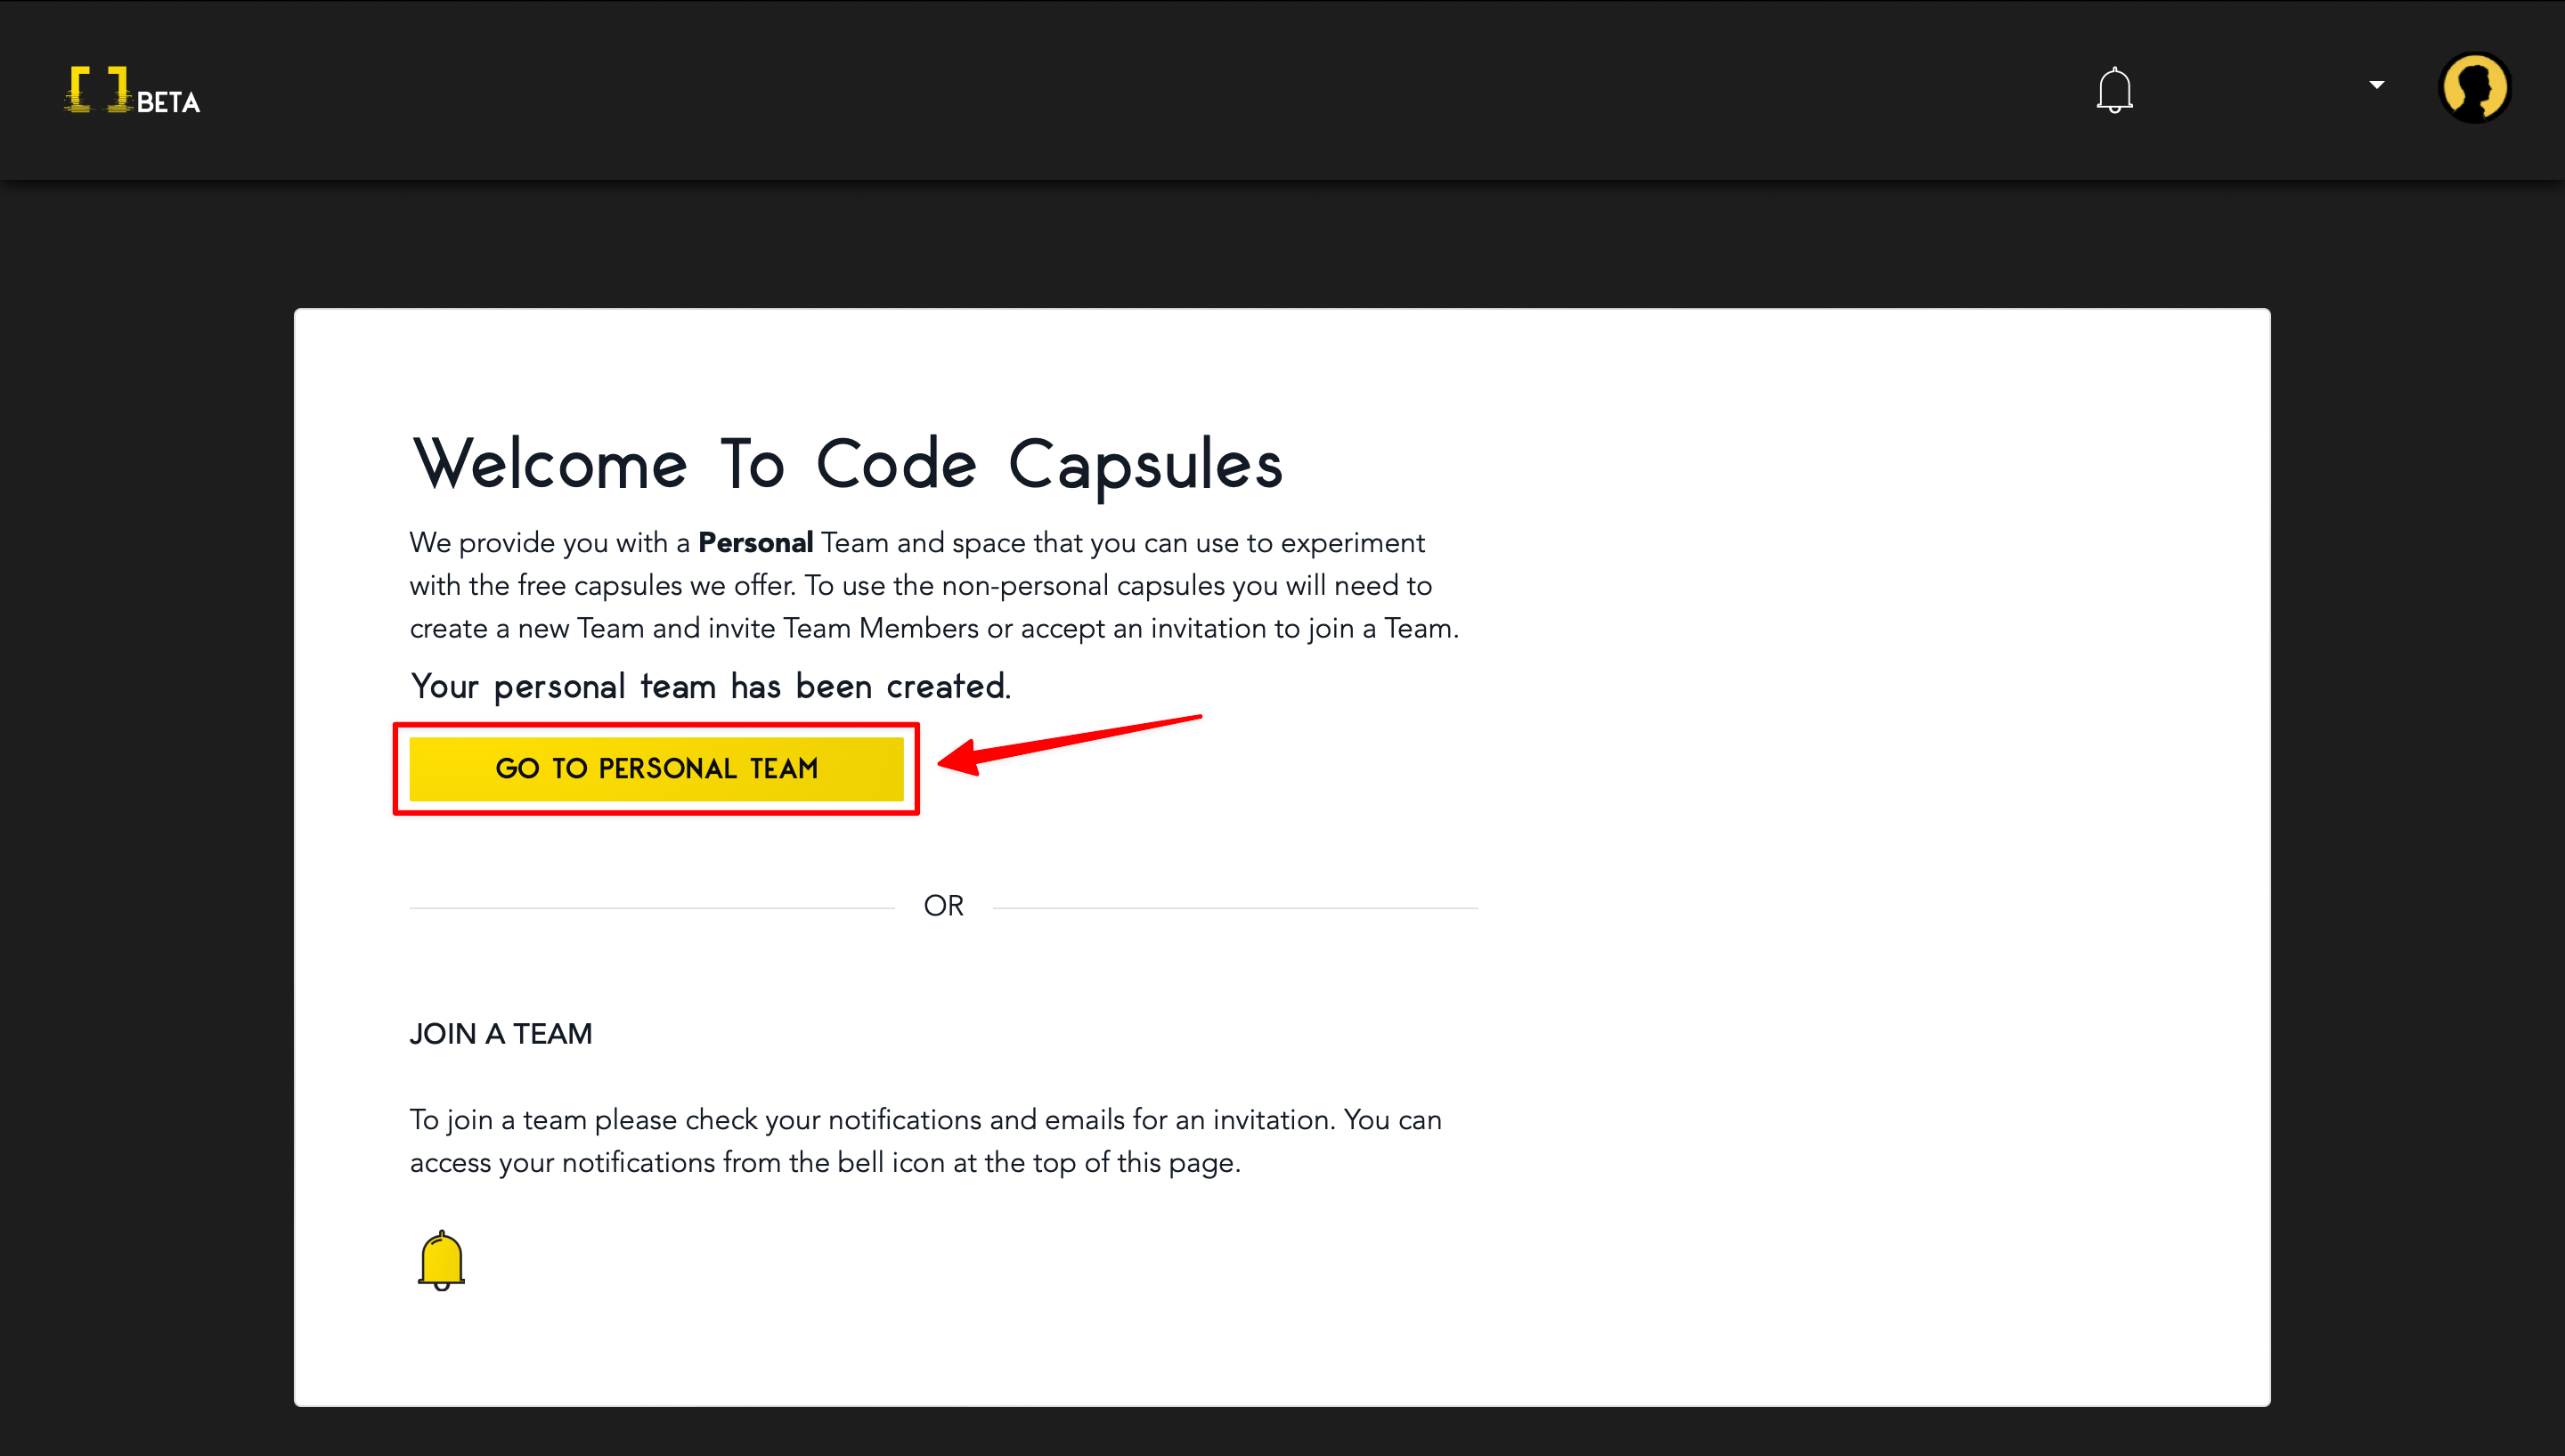 [ ] BETA
Welcome To Code Capsules
We provide you with a Personal Team and space that you can use to experiment
with the free capsules we offer. To use the non-personal capsules you will need to
create a new Team and invite Team Members or accept an invitation to join a Team.
Your personal team has been created.
GO TO PERSONAL TEAM
OR
JOIN A TEAM
To join a team please check your notifications and emails for an invitation. You can
access your notifications from the bell icon at the top of this page.